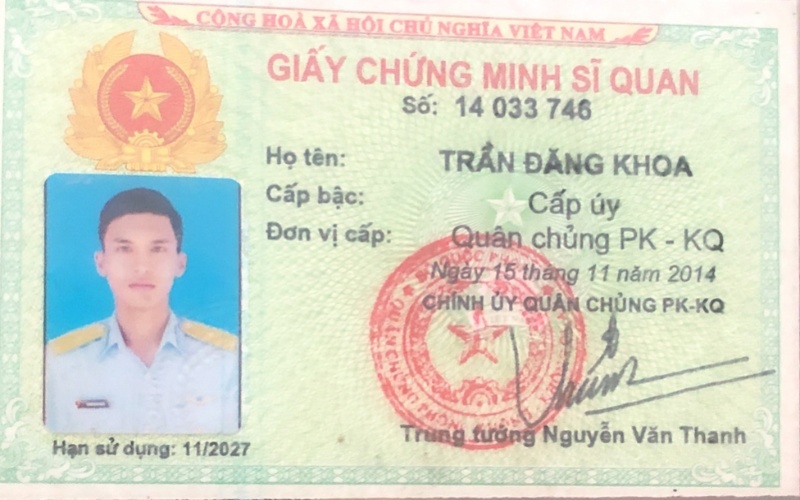 CỘNG HOÀ XÃ HỘI CHỦ NGHĨA VIỆT NAM
GIẤY CHỨNG MINH SĨ QUAN
Số: 14 033 746
Họ tên: TRẦN ĐĂNG KHOA
Cấp bậc: Cấp úy
Đơn vị cấp: Quân chủng PK - KQ
Ngày 15 tháng 11 năm 2014
CHÍNH ỦY QUÂN CHỦNG PK-KQ
Trung tướng Nguyễn Văn Thanh
Hạn sử dụng: 11/2027